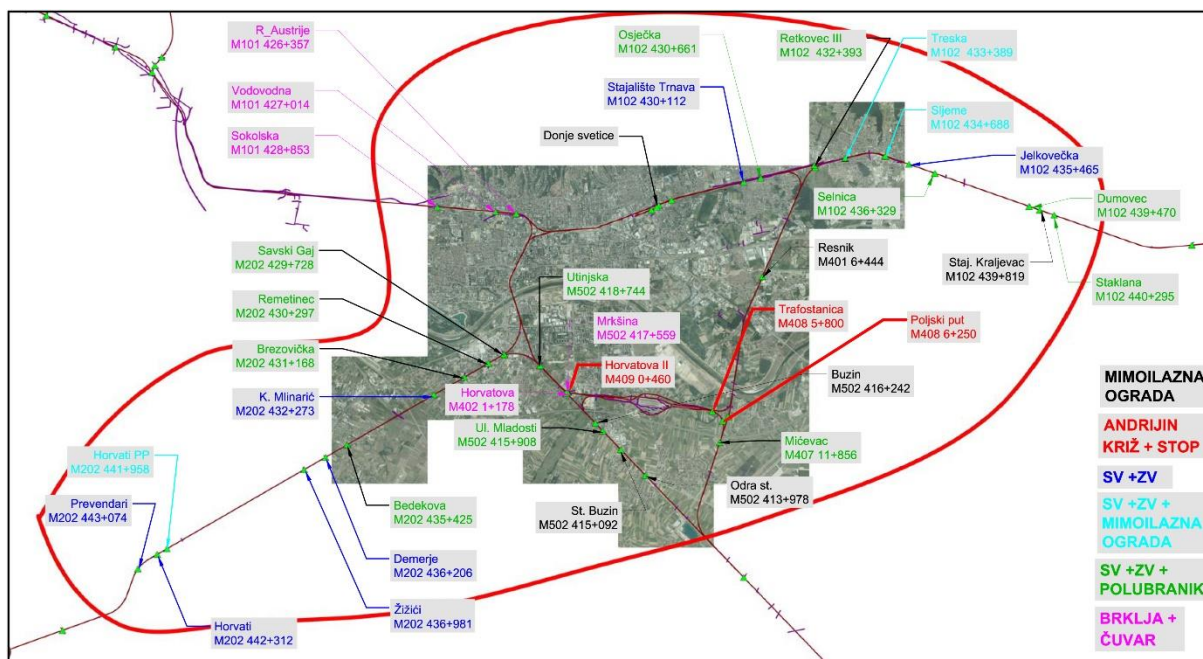 R_Austrije
M101 426+357
Vodovodna
M101 427+014
Sokolska
M101 428+853
Osječka
M102 430+661
Stajalište Trnava
M102 430+112
Donje svetice
Retkovec III
M102 432+393
Treska
M102 433+389
Sljeme
M102 434+688
Jelkovečka
M102 435+465
Selnica
M102 436+329
Dumovec
M102 439+470
Staj. Kraljevac
M102 439+819
Staklana
M102 440+295
Resnik
M401 6+444
Savski Gaj
M202 429+728
Remetinec
M202 430+297
Brezovička
M202 431+168
K. Mlinarić
M202 432+273
Utinjska
M502 418+744
Mrkšina
M502 417+559
Trafostanica
M408 5+800
Poljski put
M408 6+250
Horvatova II
M409 0+460
Horvatova
M402 1+178
Buzin
M502 416+242
Ul. Mladosti
M502 415+908
Mićevac
M407 11+856
Odra st.
M502 413+978
St. Buzin
M502 415+092
Horvati PP
M202 441+958
Prevendari
M202 443+074
Bedekova
M202 435+425
Demerje
M202 436+206
Žižići
M202 436+981
Horvati
M202 442+312
MIMOILAZNA
OGRADA
ANDRIJIN
KRIŽ + STOP
SV +ZV
SV +ZV +
MIMOILAZNA
OGRADA
SV +ZV +
POLUBRANIK
BRKLJA +
ČUVAR